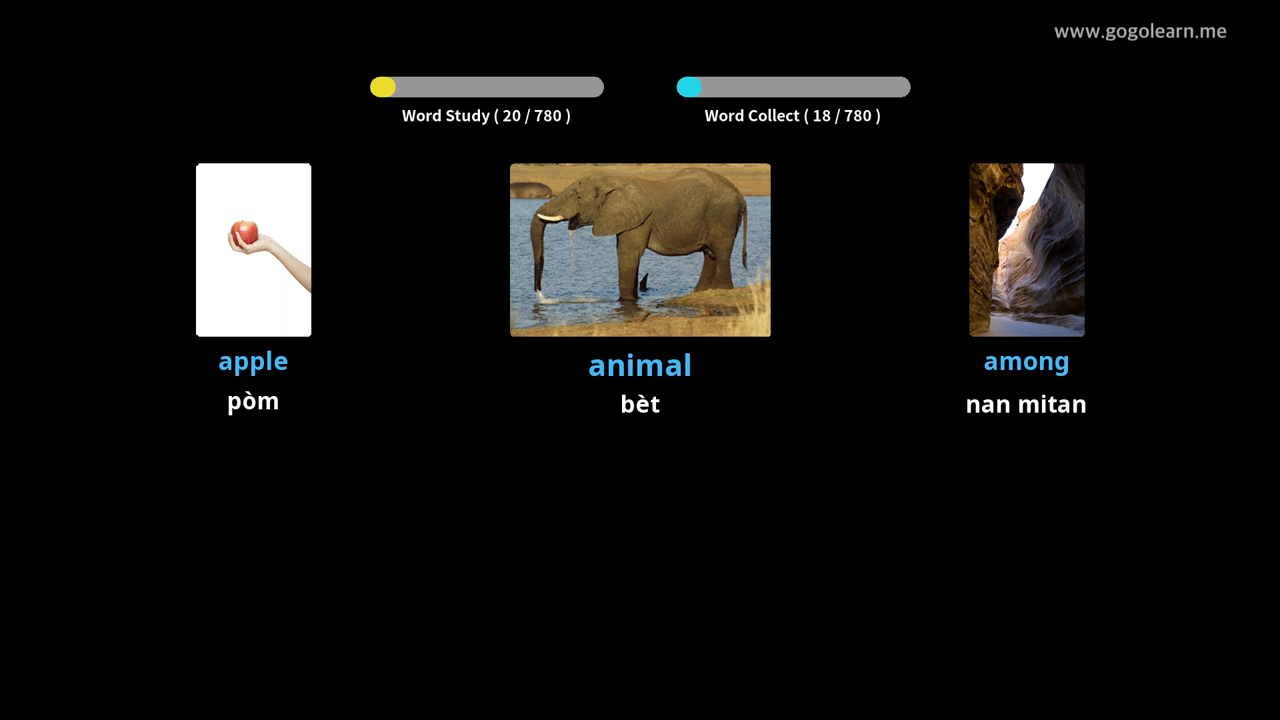 www.gogolearn.me
Word Study ( 20 / 780 )
Word Collect ( 18 / 780 )
apple
pòm
animal
bèt
among
nan mitan